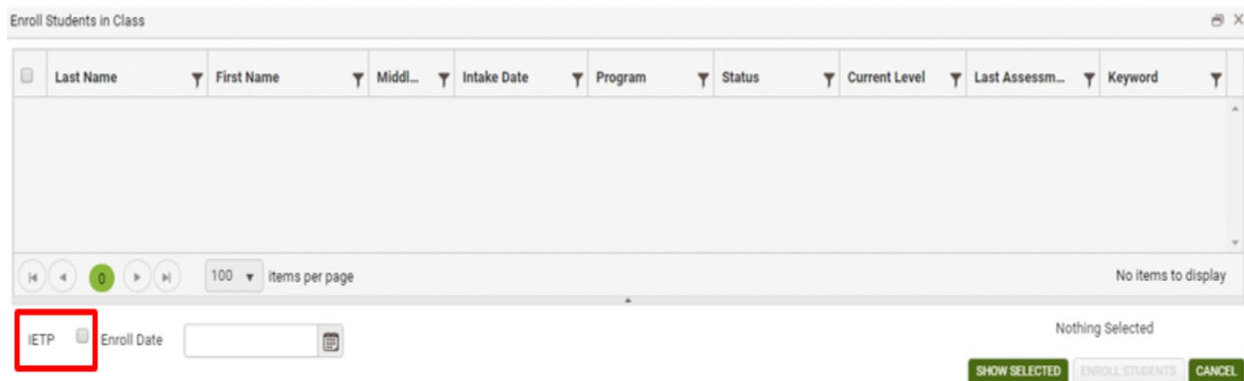 Enroll Students in Class
Last Name First Name Middl... Intake Date Program Status Current Level Last Assessm... Keyword
0 100 items per page No items to display
IETP Enroll Date Nothing Selected
SHOW SELECTED ENROLL STUDENTS CANCEL